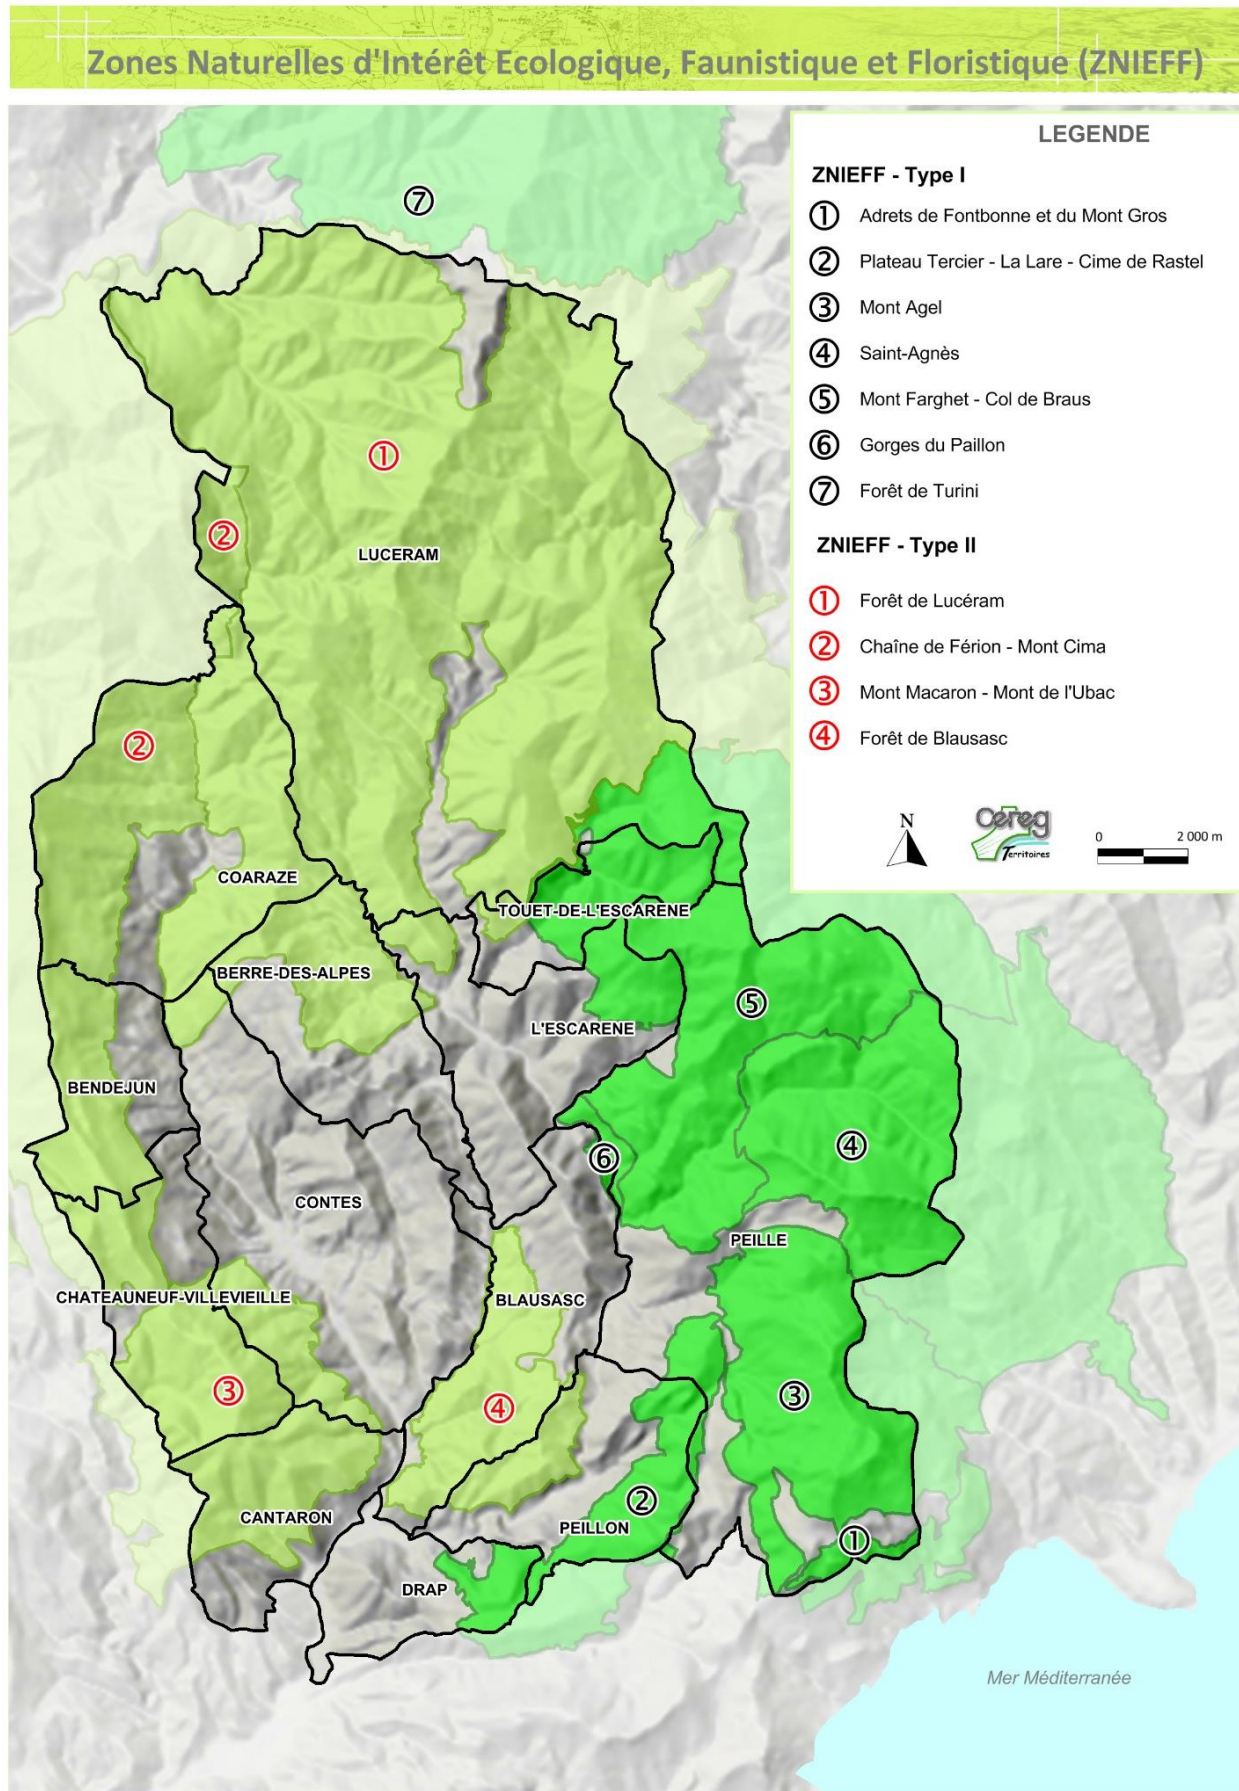 Zones Naturelles d'Intérêt Ecologique, Faunistique et Floristique (ZNIEFF)
LEGENDE
ZNIEFF - Type I
① Adrets de Fontbonne et du Mont Gros
② Plateau Tercier - La Lare - Cime de Rastel
③ Mont Agel
④ Saint-Agnès
⑤ Mont Farghet - Col de Braus
⑥ Gorges du Paillon
⑦ Forêt de Turini
ZNIEFF - Type II
① Forêt de Lucéram
② Chaîne de Férion - Mont Cima
③ Mont Macaron - Mont de l'Ubac
④ Forêt de Blausasc
N
Cereg
Territoires
0 2 000 m
⑦
①
②
LUCERAM
②
COARAZE
TOUET-DE-L'ESCARENE
BERRE-DES-ALPES
⑤
L'ESCARENE
BENDEJUN
④
⑥
CONTES
PEILLE
CHATEAUNEUF-VILLEVIEILLE
BLAUSASC
③
③
④
②
CANTARON
PEILLON
①
DRAP
Mer Méditerranée